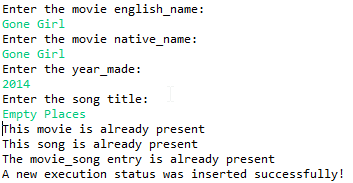 Enter the movie english_name:
Gone Girl
Enter the movie native_name:
Gone Girl
Enter the year_made:
2014
Enter the song title:
Empty Places
This movie is already present
This song is already present
The movie_song entry is already present
A new execution status was inserted successfully!